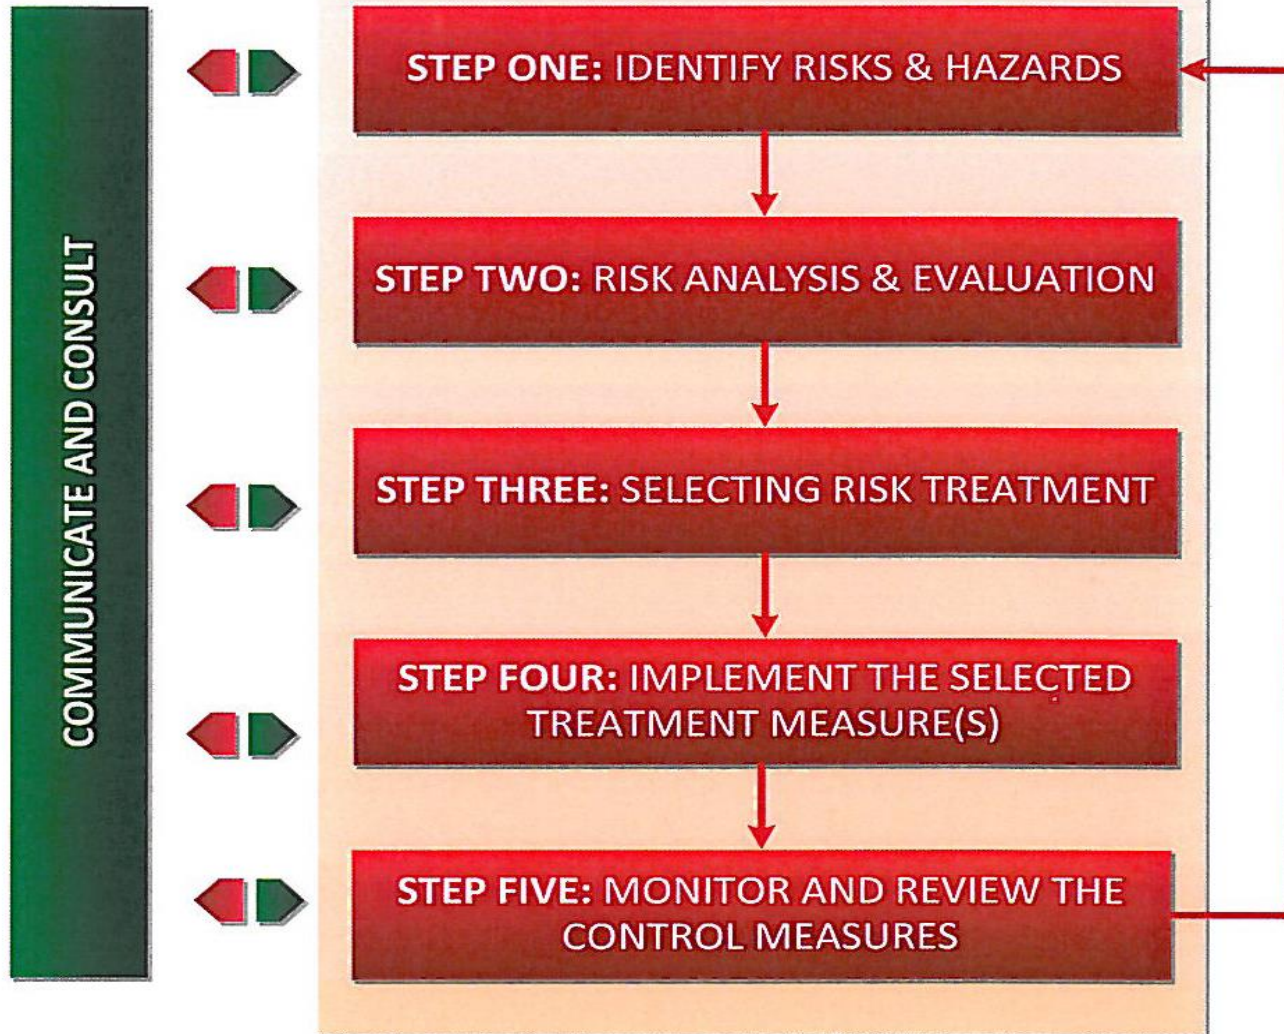 COMMUNICATE AND CONSULT
STEP ONE: IDENTIFY RISKS & HAZARDS
STEP TWO: RISK ANALYSIS & EVALUATION
STEP THREE: SELECTING RISK TREATMENT
STEP FOUR: IMPLEMENT THE SELECTED
TREATMENT MEASURE(S)
STEP FIVE: MONITOR AND REVIEW THE
CONTROL MEASURES